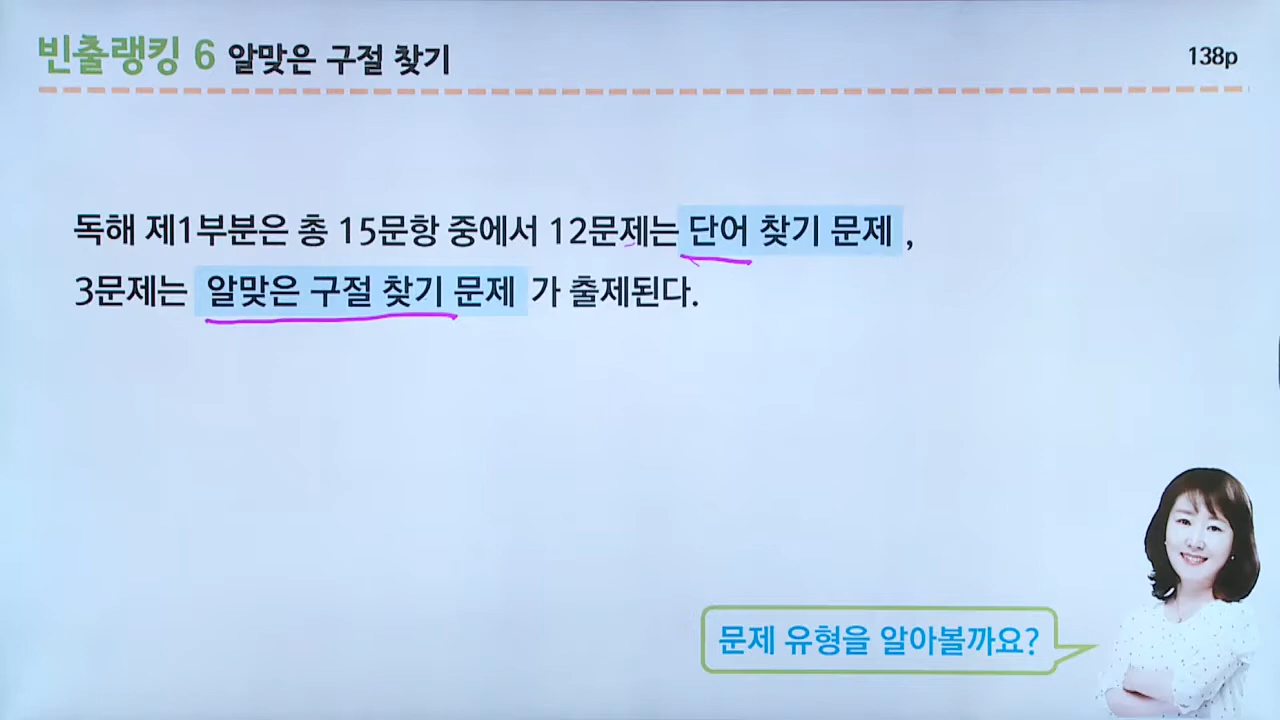 빈출랭킹 6 알맞은 구절 찾기
138p
독해 제1부분은 총 15문항 중에서 12문제는 단어 찾기 문제 ,
3문제는 알맞은 구절 찾기 문제 가 출제된다.
문제 유형을 알아볼까요?